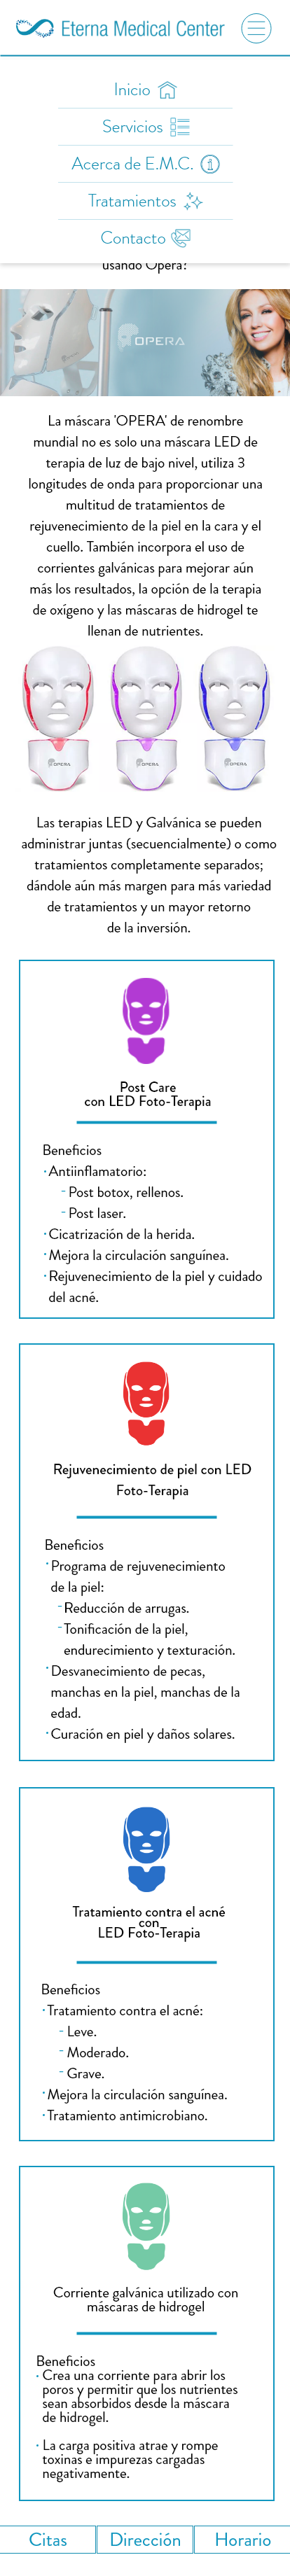 Eterna Medical Center
Inicio
Servicios
Acerca de E.M.C.
Tratamientos
Contacto
usando Opera?
OPERA
La máscara 'OPERA' de renombre
mundial no es solo una máscara LED de
terapia de luz de bajo nivel, utiliza 3
longitudes de onda para proporcionar una
multitud de tratamientos de
rejuvenecimiento de la piel en la cara y el
cuello. También incorpora el uso de
corrientes galvánicas para mejorar aún
más los resultados, la opción de la terapia
de oxígeno y las máscaras de hidrogel te
llenan de nutrientes.
OPERA OPERA OPERA
Las terapias LED y Galvánica se pueden
administrar juntas (secuencialmente) o como
tratamientos completamente separados;
dándole aún más margen para más variedad
de tratamientos y un mayor retorno
de la inversión.
Post Care
con LED Foto-Terapia
Beneficios
· Antiinflamatorio:
- Post botox, rellenos.
- Post laser.
· Cicatrización de la herida.
· Mejora la circulación sanguínea.
· Rejuvenecimiento de la piel y cuidado
del acné.
Rejuvenecimiento de piel con LED
Foto-Terapia
Beneficios
· Programa de rejuvenecimiento
de la piel:
- Reducción de arrugas.
- Tonificación de la piel,
endurecimiento y texturación.
· Desvanecimiento de pecas,
manchas en la piel, manchas de la
edad.
· Curación en piel y daños solares.
Tratamiento contra el acné
con
LED Foto-Terapia
Beneficios
· Tratamiento contra el acné:
- Leve.
- Moderado.
- Grave.
· Mejora la circulación sanguínea.
· Tratamiento antimicrobiano.
Corriente galvánica utilizado con
máscaras de hidrogel
Beneficios
· Crea una corriente para abrir los
poros y permitir que los nutrientes
sean absorbidos desde la máscara
de hidrogel.
· La carga positiva atrae y rompe
toxinas e impurezas cargadas
negativamente.
Citas Dirección Horario